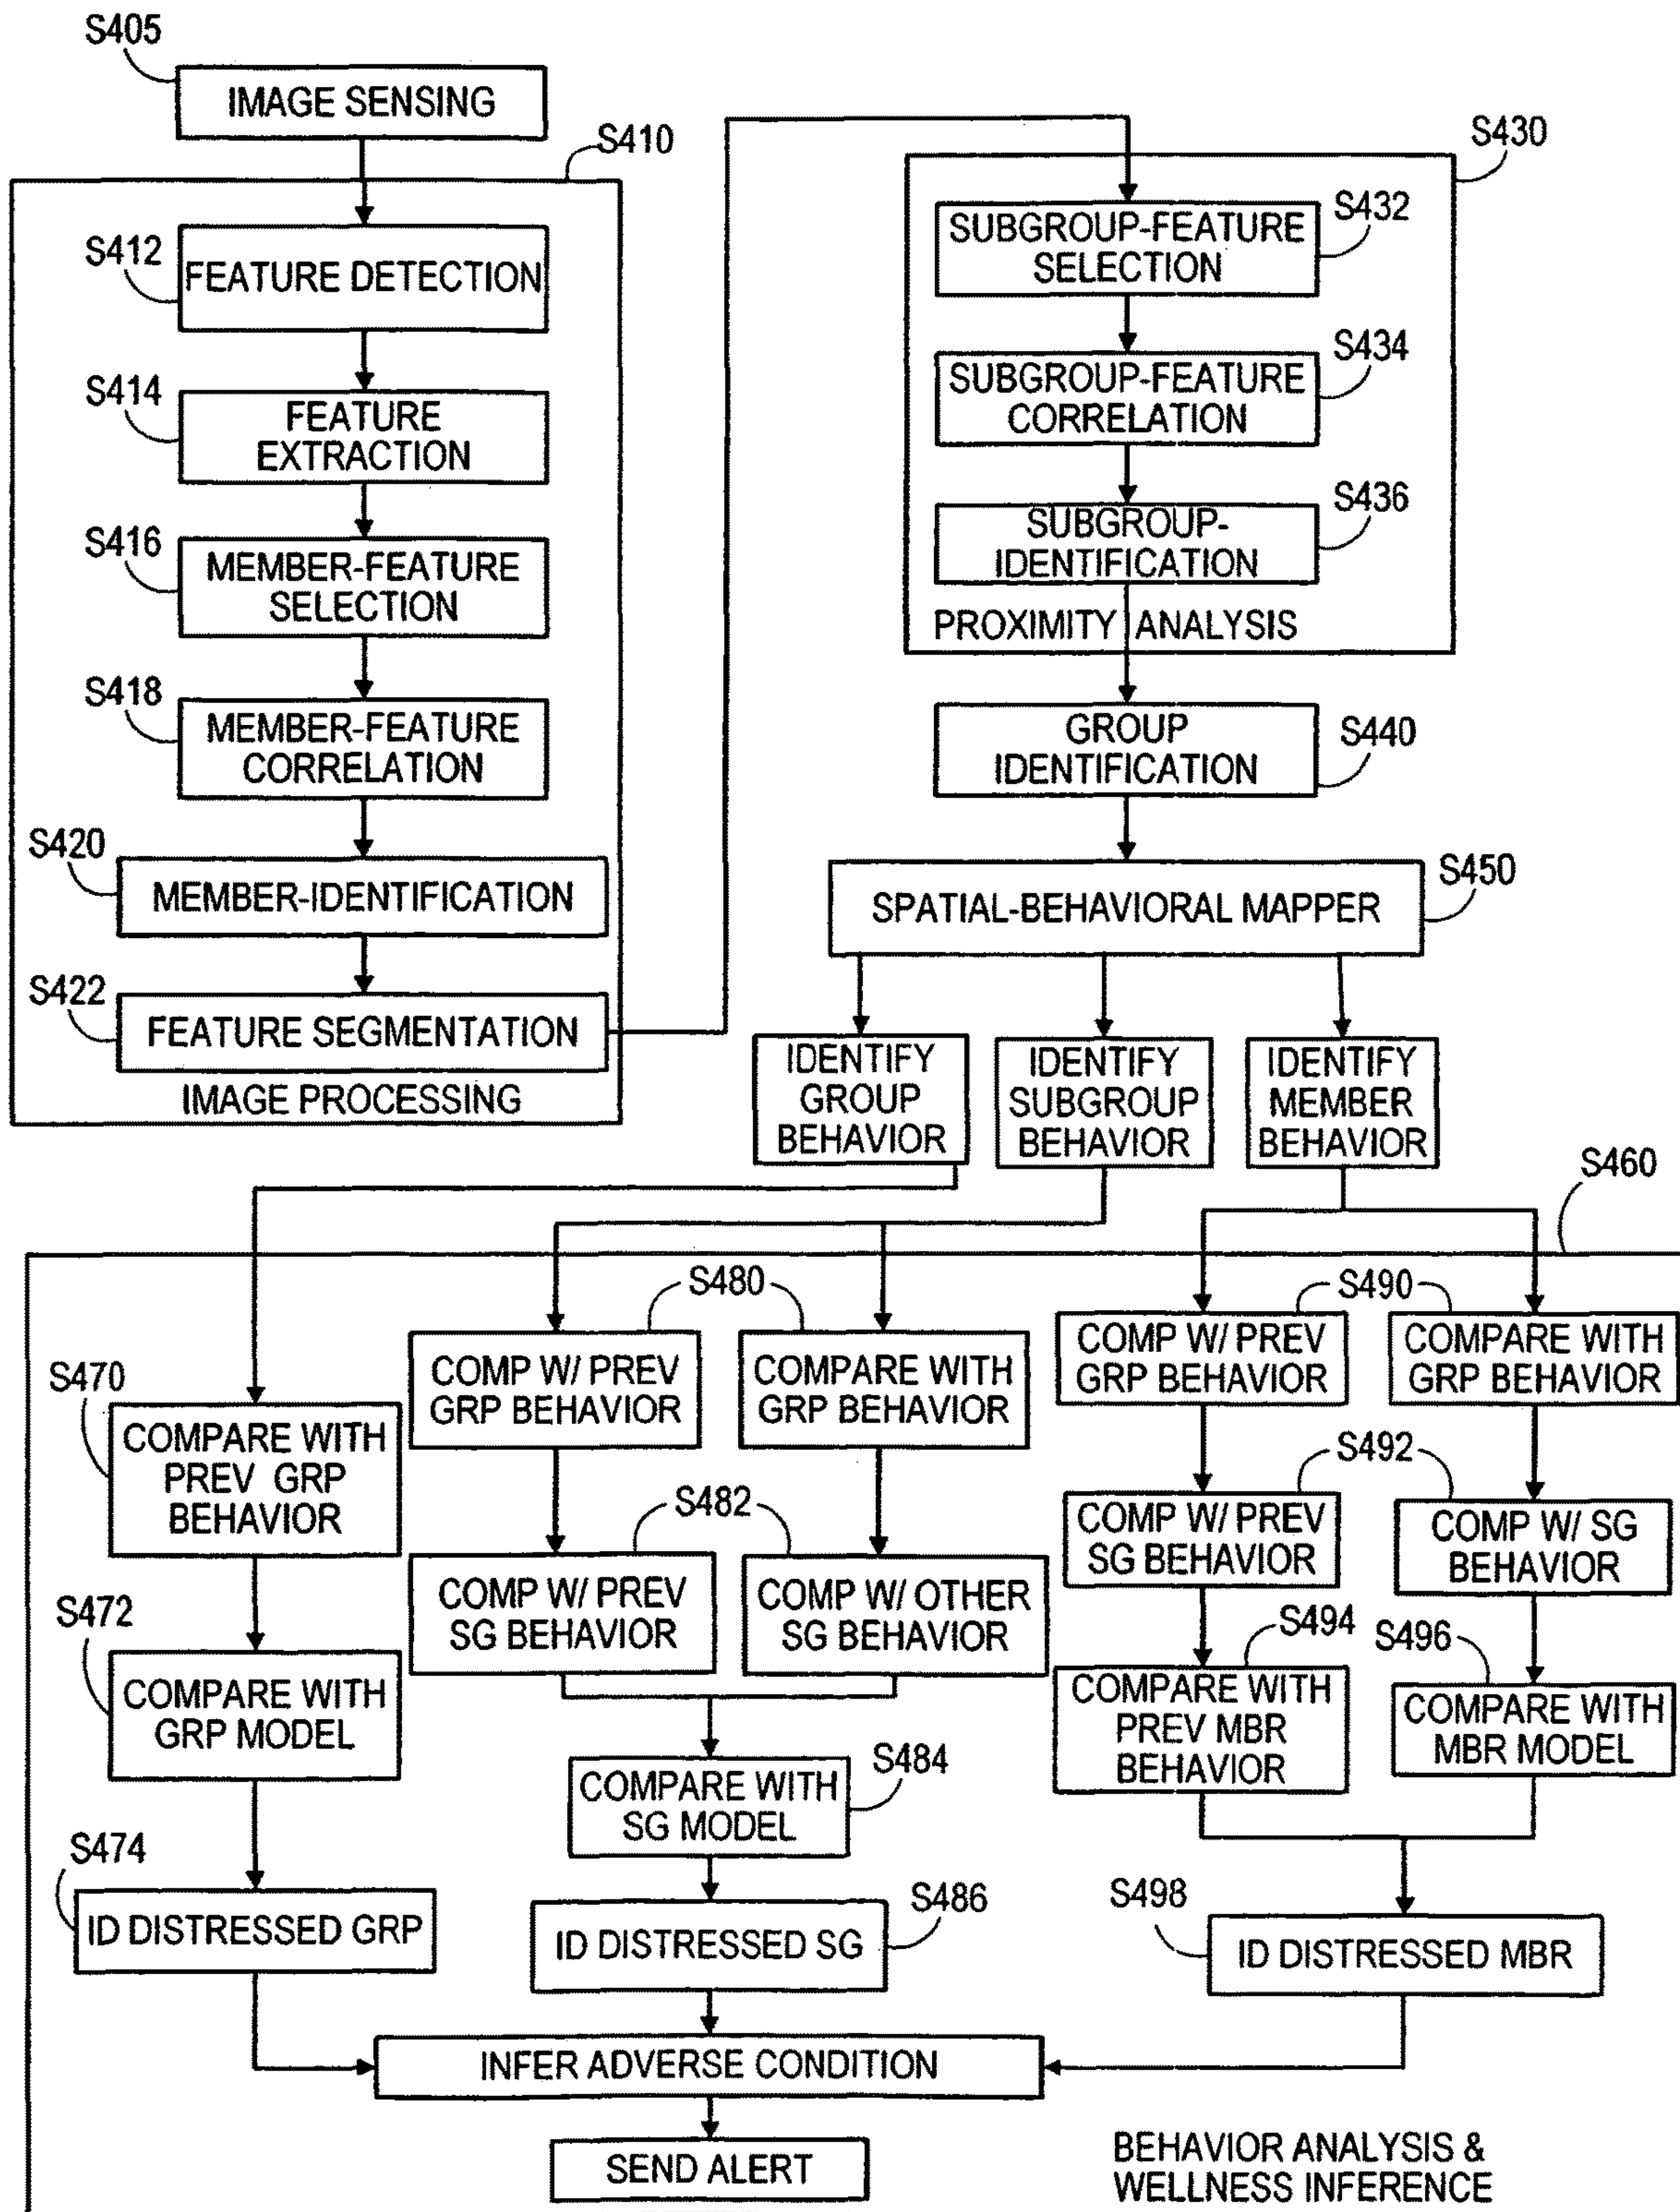 S405
IMAGE SENSING
S410
S412
FEATURE DETECTION
S414
FEATURE
EXTRACTION
S416
MEMBER-FEATURE
SELECTION
S418
MEMBER-FEATURE
CORRELATION
S420
MEMBER-IDENTIFICATION
S422
FEATURE SEGMENTATION
IMAGE PROCESSING
S430
S432
SUBGROUP-FEATURE
SELECTION
S434
SUBGROUP-FEATURE
CORRELATION
S436
SUBGROUP-
IDENTIFICATION
PROXIMITY ANALYSIS
GROUP
IDENTIFICATION
S440
S450
SPATIAL-BEHAVIORAL MAPPER
IDENTIFY
GROUP
BEHAVIOR
IDENTIFY
SUBGROUP
BEHAVIOR
IDENTIFY
MEMBER
BEHAVIOR
S460
S470
COMPARE WITH
PREV GRP
BEHAVIOR
S472
COMPARE WITH
GRP MODEL
S474
ID DISTRESSED GRP
S480
COMP W/ PREV
GRP BEHAVIOR
COMPARE WITH
GRP BEHAVIOR
S482
COMP W/ PREV
SG BEHAVIOR
COMP W/ OTHER
SG BEHAVIOR
S484
COMPARE WITH
SG MODEL
S486
ID DISTRESSED SG
S490
COMP W/ PREV
GRP BEHAVIOR
COMPARE WITH
GRP BEHAVIOR
S492
COMP W/ PREV
SG BEHAVIOR
COMP W/ SG
BEHAVIOR
S494
COMPARE WITH
PREV MBR
BEHAVIOR
S496
COMPARE WITH
MBR MODEL
S498
ID DISTRESSED MBR
INFER ADVERSE CONDITION
SEND ALERT
BEHAVIOR ANALYSIS &
WELLNESS INFERENCE